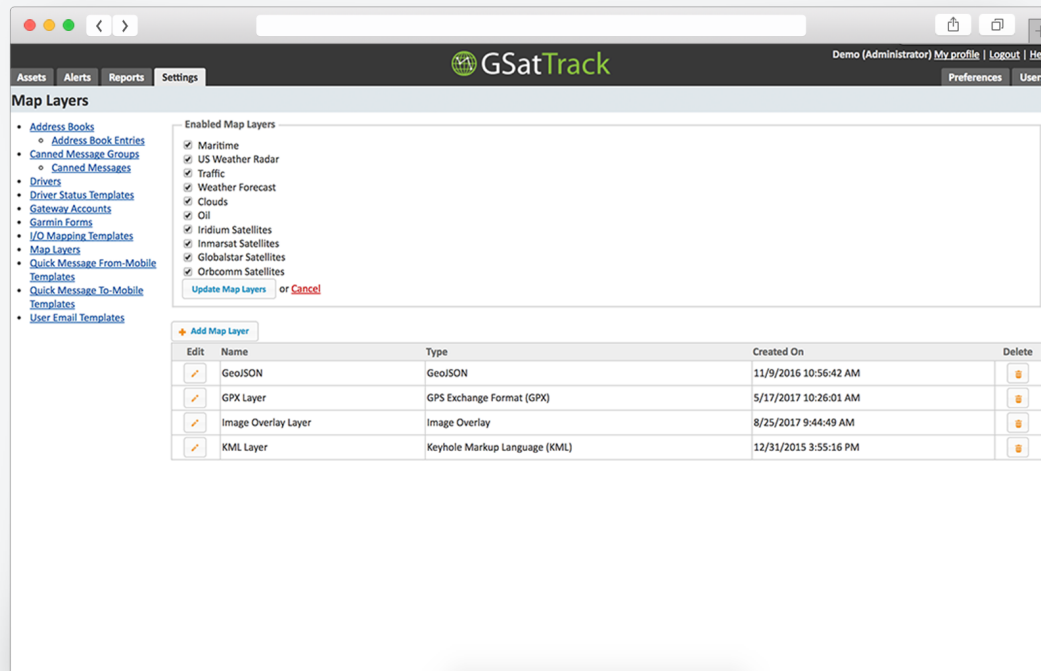 GSatTrack
Demo (Administrator) My profile | Logout |
Assets Alerts Reports Settings Preferences
Map Layers
Address Books
Address Book Entries
Canned Message Groups
Canned Messages
Drivers
Driver Status Templates
Gateway Accounts
Garmin Forms
I/O Mapping Templates
Map Layers
Quick Message From-Mobile
Templates
Quick Message To-Mobile
Templates
User Email Templates
Enabled Map Layers
Maritime
US Weather Radar
Traffic
Weather Forecast
Clouds
Oil
Iridium Satellites
Inmarsat Satellites
Globalstar Satellites
Orbcomm Satellites
Update Map Layers or Cancel
Add Map Layer
Edit Name Type Created On Delete
GeoJSON GeoJSON 11/9/2016 10:56:42 AM
GPX Layer GPS Exchange Format (GPX) 5/17/2017 10:26:01 AM
Image Overlay Layer Image Overlay 8/25/2017 9:44:49 AM
KML Layer Keyhole Markup Language (KML) 12/31/2015 3:55:16 PM